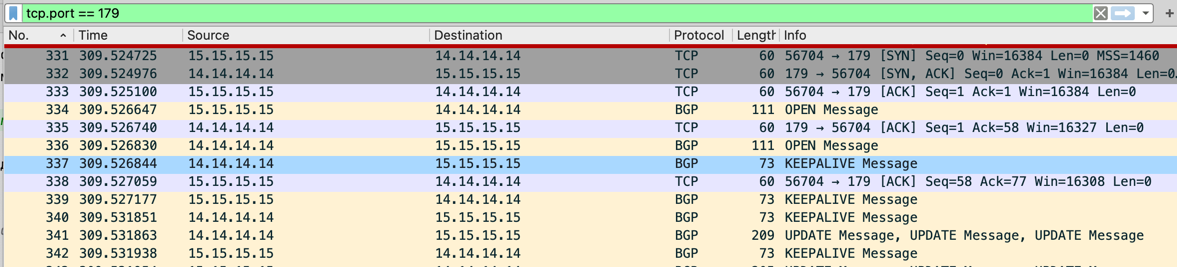 tcp.port == 179
No. Time Source Destination Protocol Length Info
331 309.524725 15.15.15.15 14.14.14.14 TCP 60 56704 → 179 [SYN] Seq=0 Win=16384 Len=0 MSS=1460
332 309.524976 14.14.14.14 15.15.15.15 TCP 60 179 → 56704 [SYN, ACK] Seq=0 Ack=1 Win=16384 Len=0
333 309.525100 15.15.15.15 14.14.14.14 TCP 60 56704 → 179 [ACK] Seq=1 Ack=1 Win=16384 Len=0
334 309.526647 15.15.15.15 14.14.14.14 BGP 111 OPEN Message
335 309.526740 14.14.14.14 15.15.15.15 TCP 60 179 → 56704 [ACK] Seq=1 Ack=58 Win=16327 Len=0
336 309.526830 14.14.14.14 15.15.15.15 BGP 111 OPEN Message
337 309.526844 14.14.14.14 15.15.15.15 BGP 73 KEEPALIVE Message
338 309.527059 15.15.15.15 14.14.14.14 TCP 60 56704 → 179 [ACK] Seq=58 Ack=77 Win=16308 Len=0
339 309.527177 15.15.15.15 14.14.14.14 BGP 73 KEEPALIVE Message
340 309.531851 14.14.14.14 15.15.15.15 BGP 73 KEEPALIVE Message
341 309.531863 14.14.14.14 15.15.15.15 BGP 209 UPDATE Message, UPDATE Message, UPDATE Message
342 309.531938 15.15.15.15 14.14.14.14 BGP 73 KEEPALIVE Message